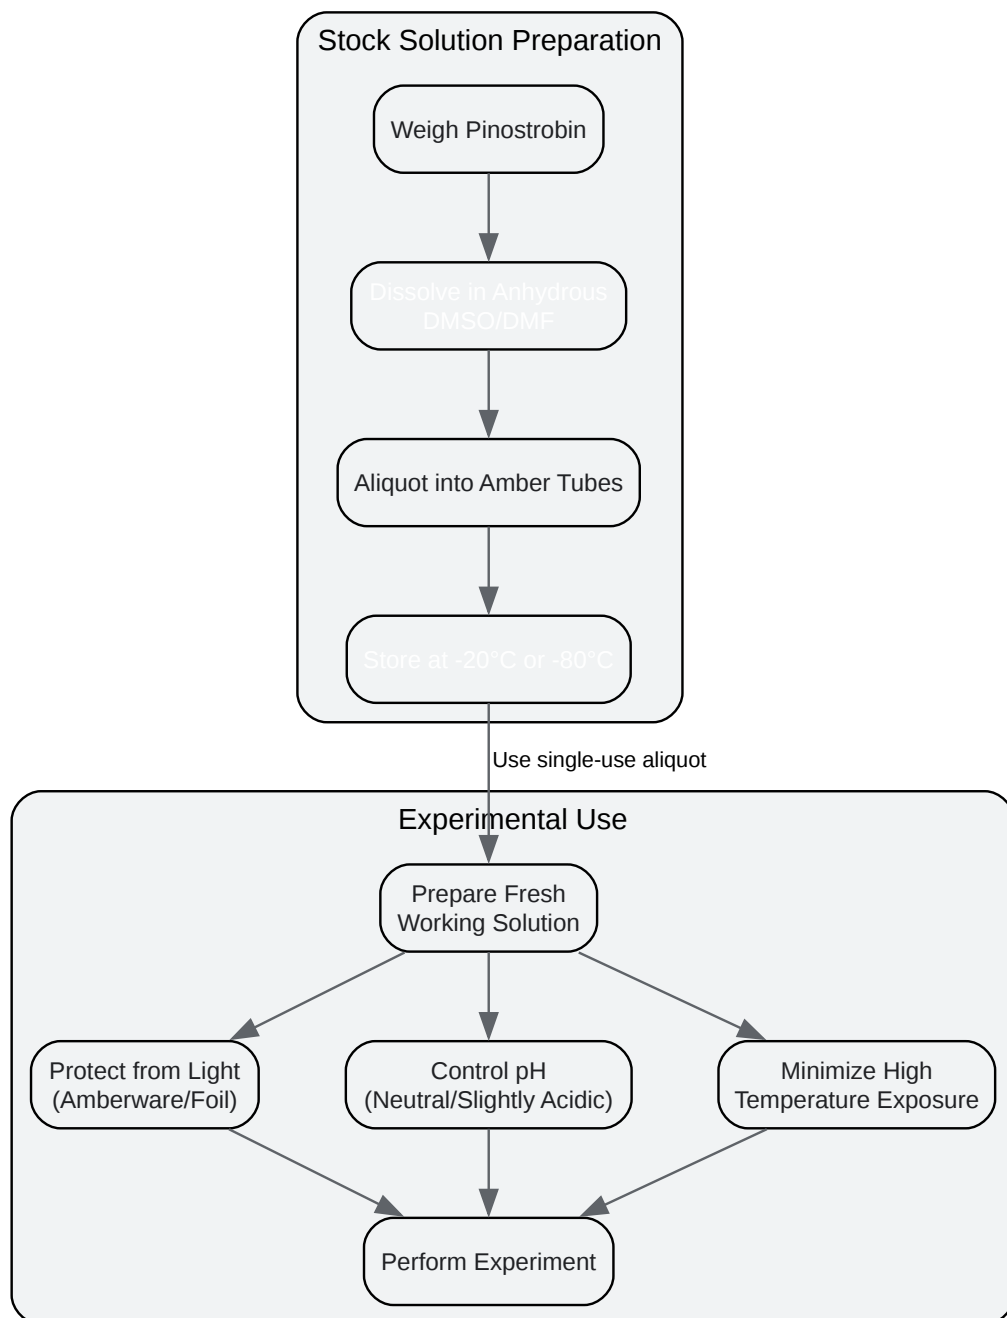 Stock Solution Preparation
Weigh Pinostrobin
Dissolve in Anhydrous
DMSO/DMF
Aliquot into Amber Tubes
Store at -20°C or -80°C
Use single-use aliquot
Experimental Use
Prepare Fresh
Working Solution
Protect from Light
(Amberware/Foil)
Control pH
(Neutral/Slightly Acidic)
Minimize High
Temperature Exposure
Perform Experiment